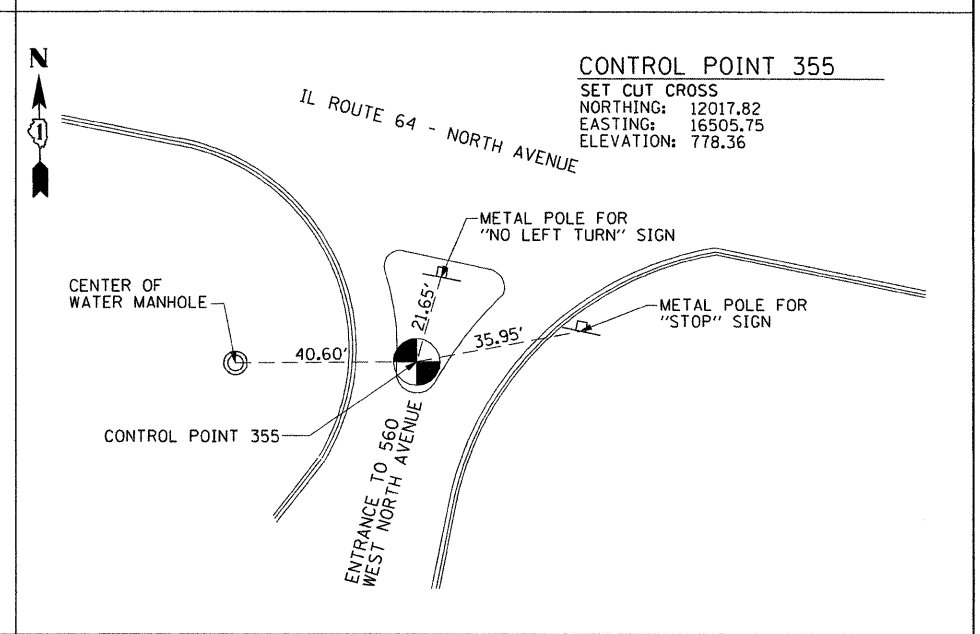 N
1
CONTROL POINT 355
SET CUT CROSS
NORTHING: 12017.82
EASTING: 16505.75
ELEVATION: 778.36
IL ROUTE 64 - NORTH AVENUE
METAL POLE FOR
"NO LEFT TURN" SIGN
CENTER OF
WATER MANHOLE
21.65'
METAL POLE FOR
"STOP" SIGN
40.60'
35.95'
CONTROL POINT 355
ENTRANCE TO 560
WEST NORTH AVENUE